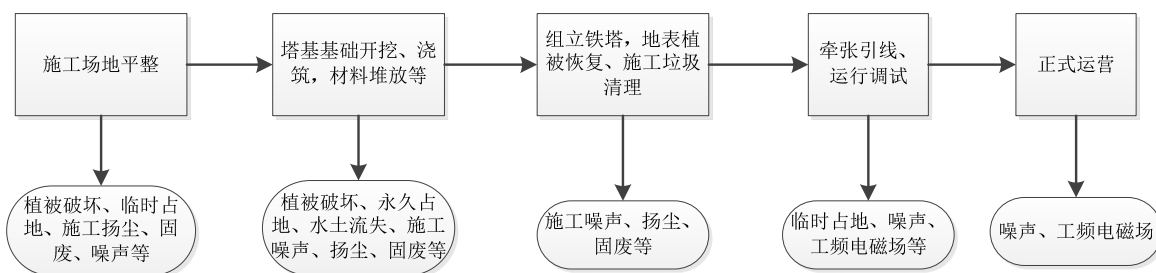 施工场地平整
塔基基础开挖、浇
筑，材料堆放等
组立铁塔，地表植
被恢复、施工垃圾
清理
牵张引线、
运行调试
正式运营
植被破坏、临时占
地、施工扬尘、固
废、噪声等
植被破坏、永久占
地、水土流失、施工
噪声、扬尘、固废等
施工噪声、扬尘、
固废等
临时占地、噪声、
工频电磁场等
噪声、工频电磁场